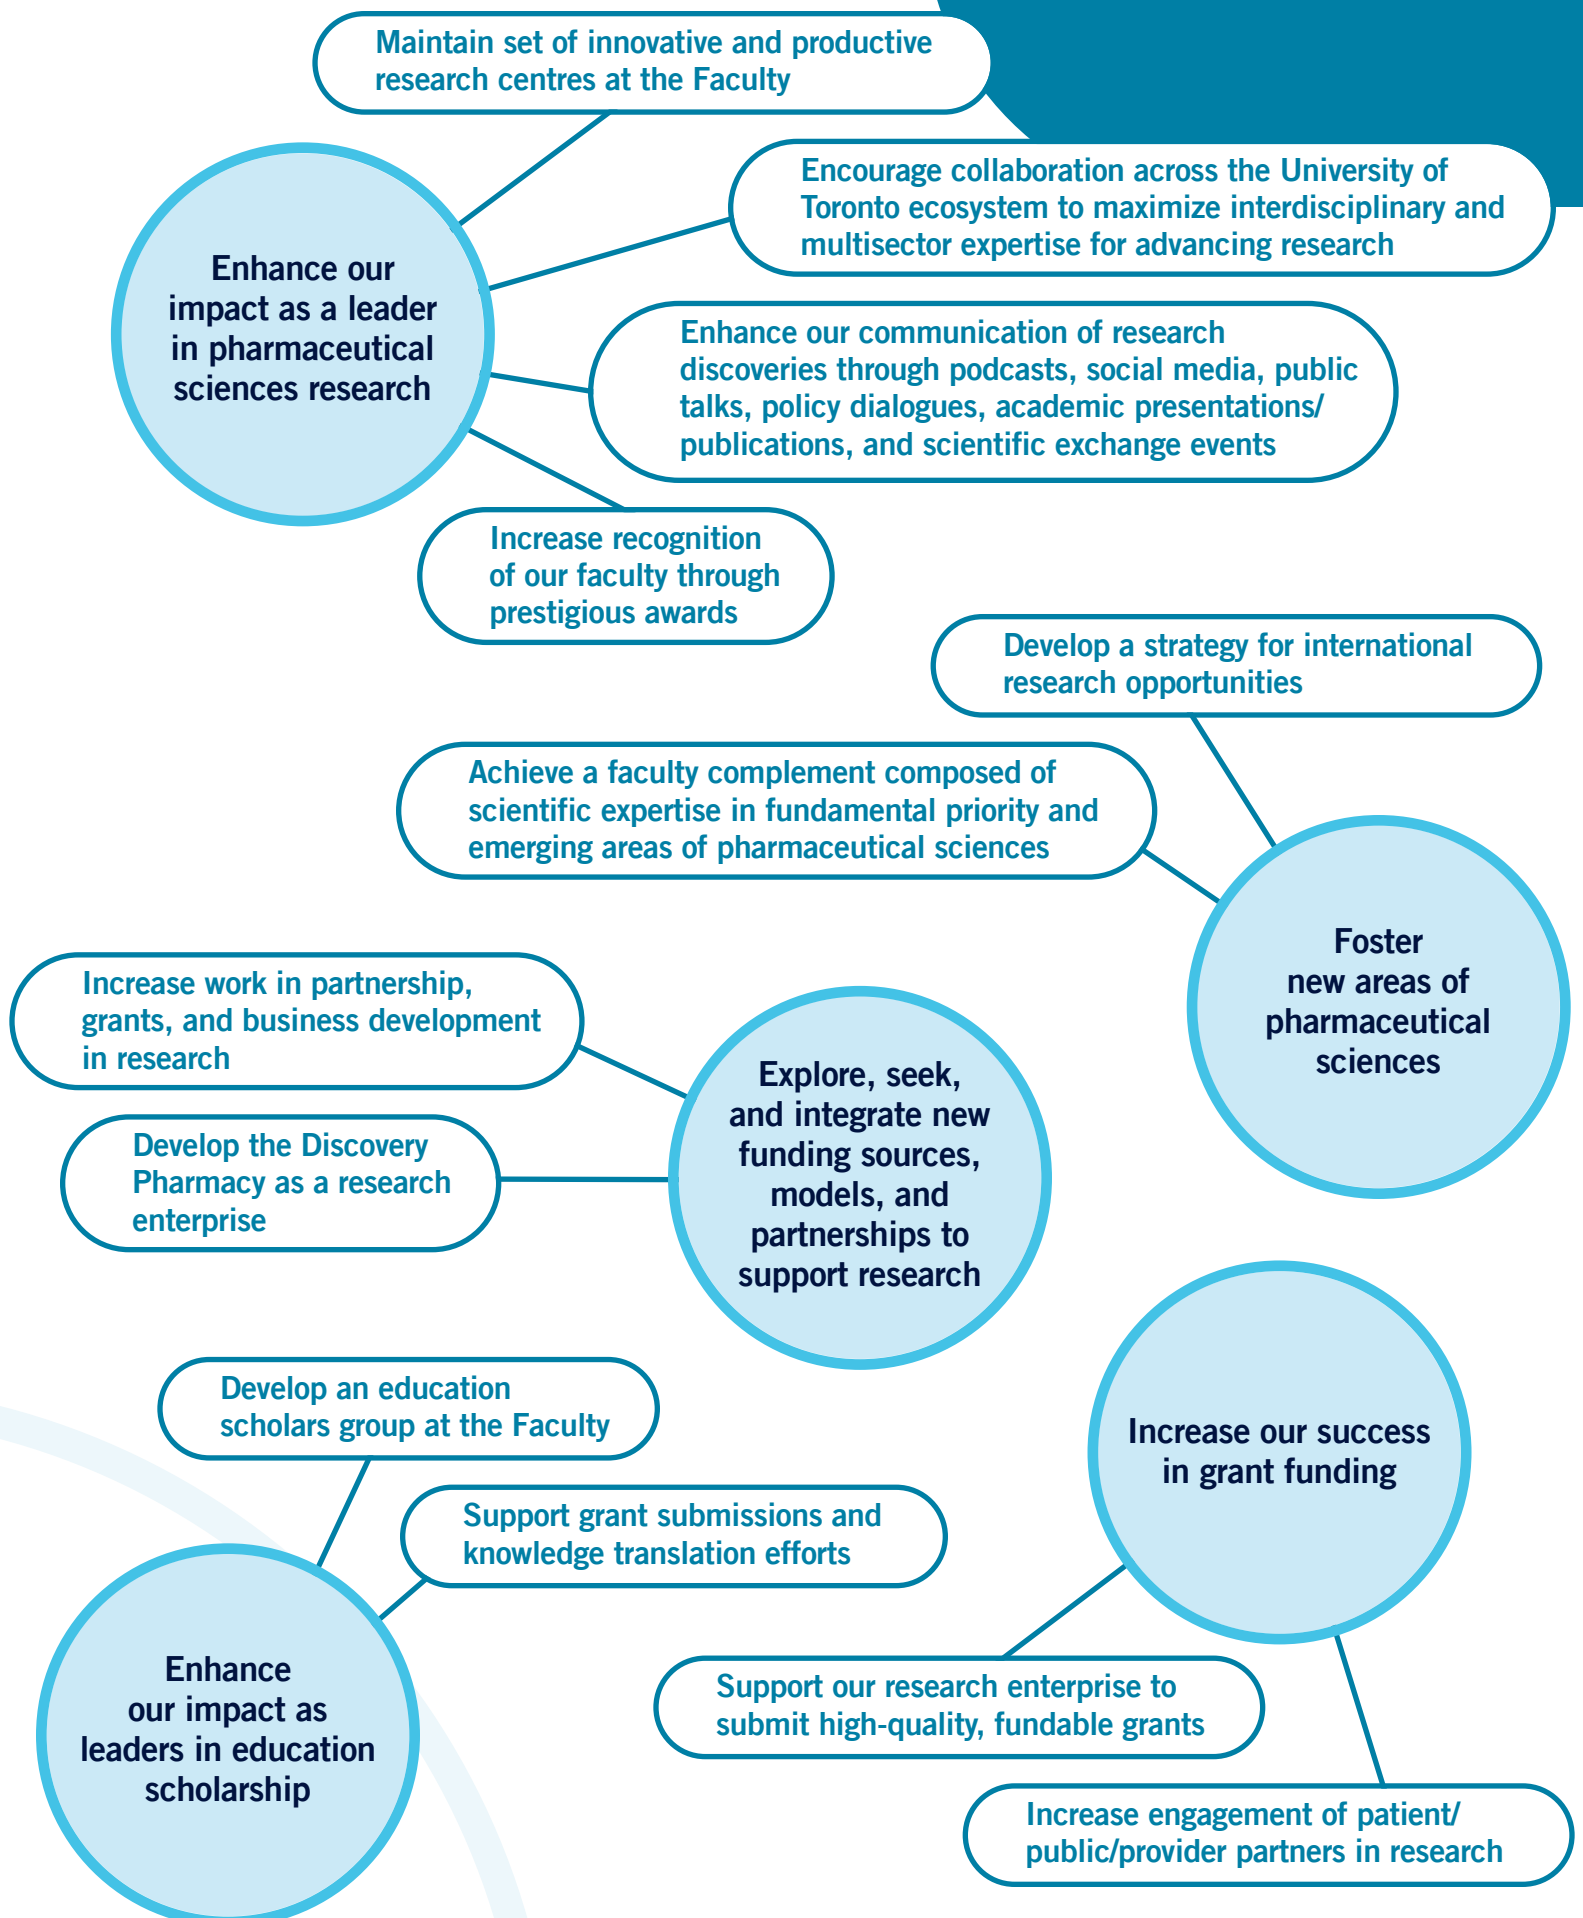 Maintain set of innovative and productive
research centres at the Faculty
Encourage collaboration across the University of
Toronto ecosystem to maximize interdisciplinary and
multisector expertise for advancing research
Enhance our
impact as a leader
in pharmaceutical
sciences research
Enhance our communication of research
discoveries through podcasts, social media, public
talks, policy dialogues, academic presentations/
publications, and scientific exchange events
Increase recognition
of our faculty through
prestigious awards
Develop a strategy for international
research opportunities
Achieve a faculty complement composed of
scientific expertise in fundamental priority and
emerging areas of pharmaceutical sciences
Foster
new areas of
pharmaceutical
sciences
Increase work in partnership,
grants, and business development
in research
Develop the Discovery
Pharmacy as a research
enterprise
Explore, seek,
and integrate new
funding sources,
models, and
partnerships to
support research
Develop an education
scholars group at the Faculty
Support grant submissions and
knowledge translation efforts
Enhance
our impact as
leaders in education
scholarship
Increase our success
in grant funding
Support our research enterprise to
submit high-quality, fundable grants
Increase engagement of patient/
public/provider partners in research